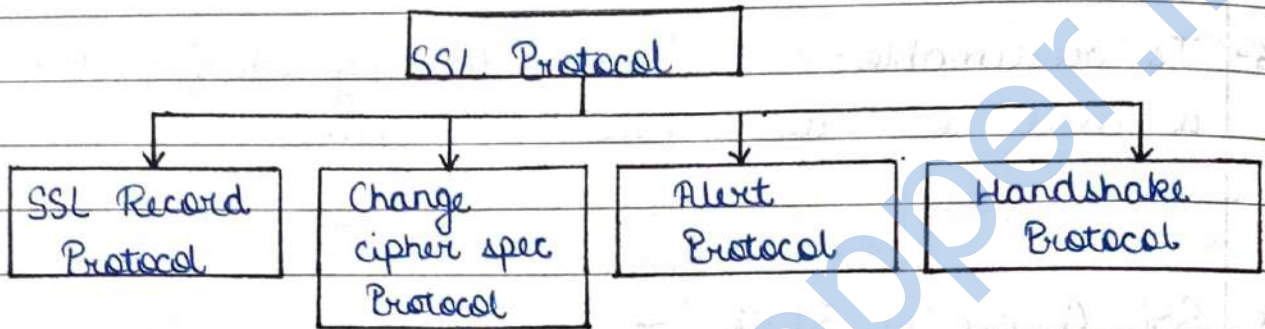 SSL Protocol
SSL Record
Protocol
Change
cipher spec
Protocol
Alert
Protocol
Handshake
Protocol